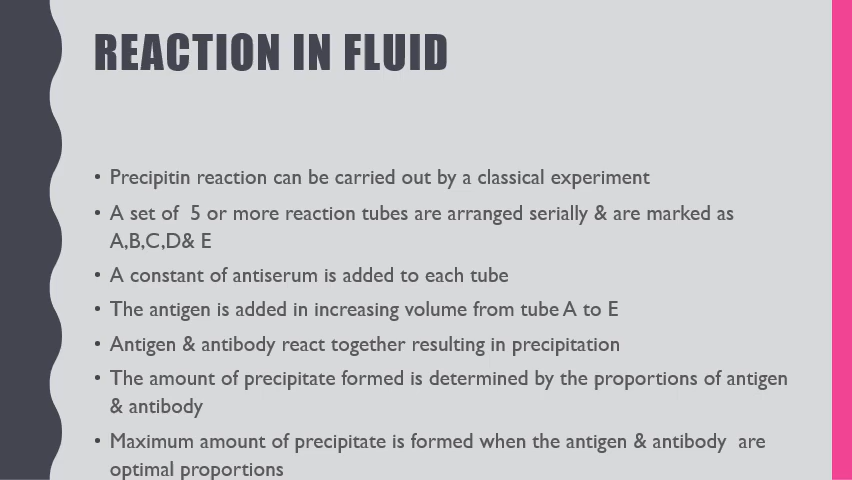 REACTION IN FLUID
• Precipitin reaction can be carried out by a classical experiment
• A set of  5 or more reaction tubes are arranged serially & are marked as
A,B,C,D& E
• A constant of antiserum is added to each tube
• The antigen is added in increasing volume from tube A to E
• Antigen & antibody react together resulting in precipitation
• The amount of precipitate formed is determined by the proportions of antigen
& antibody
• Maximum amount of precipitate is formed when the antigen & antibody  are
optimal proportions